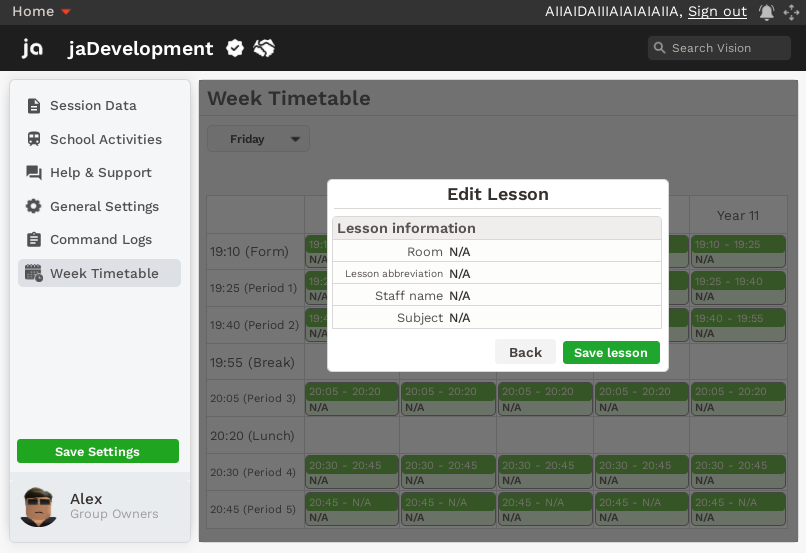 Home
AIIAIDAIIIAIAIAIAIIA, Sign out
ja jaDevelopment
Search Vision
Session Data
School Activities
Help & Support
General Settings
Command Logs
Week Timetable
Save Settings
Alex
Group Owners
Week Timetable
Friday
Year 11
19:10 (Form)
19:10 - 19:25
N/A N/A
19:25 (Period 1)
19:25 - 19:40
N/A N/A
19:40 (Period 2)
19:40 - 19:55
N/A N/A
19:55 (Break)
20:05 (Period 3)
20:05 - 20:20 20:05 - 20:20 20:05 - 20:20 20:05 - 20:20 20:05 - 20:20
N/A N/A N/A N/A N/A
20:20 (Lunch)
20:30 (Period 4)
20:30 - 20:45 20:30 - 20:45 20:30 - 20:45 20:30 - 20:45 20:30 - 20:45
N/A N/A N/A N/A N/A
20:45 (Period 5)
20:45 - N/A 20:45 - N/A 20:45 - N/A 20:45 - N/A 20:45 - N/A
N/A N/A N/A N/A N/A
Edit Lesson
Lesson information
Room N/A
Lesson abbreviation N/A
Staff name N/A
Subject N/A
Back
Save lesson